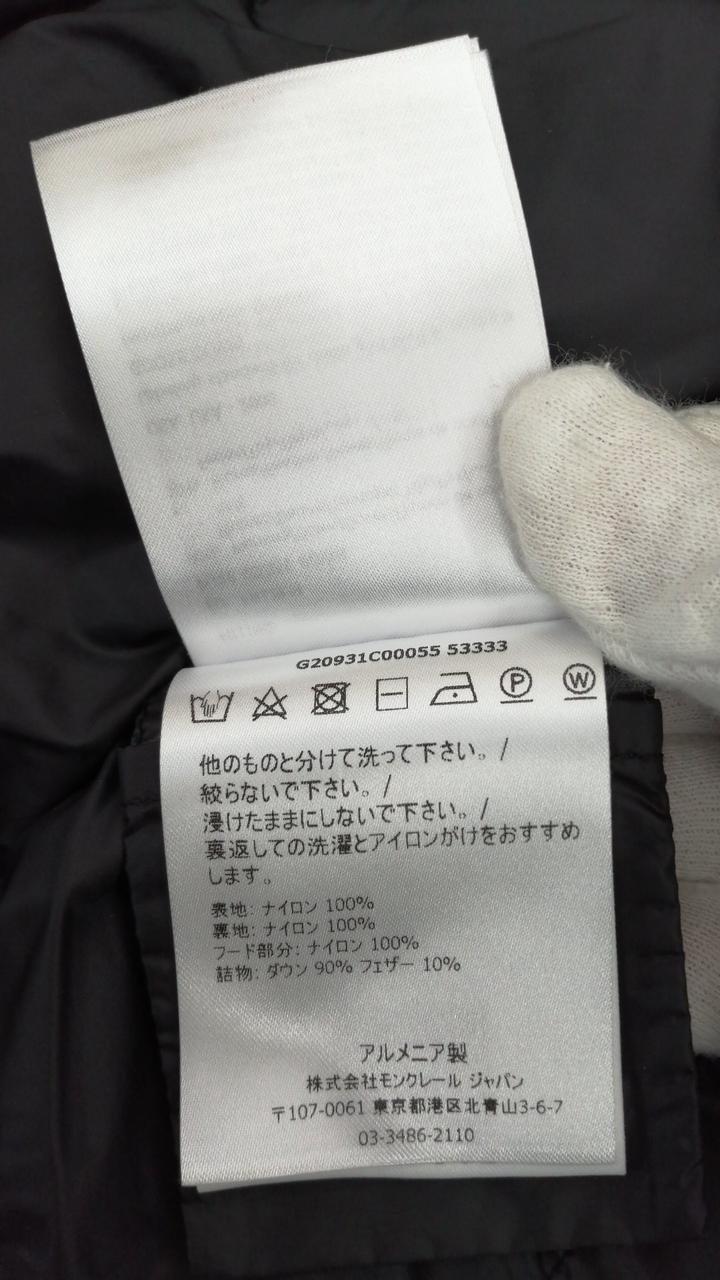 G20931C00055 53333
P W
他のものと分けて洗って下さい。/
絞らないで下さい。/
浸けたままにしないで下さい。/
裏返しての洗濯とアイロンがけをおすすめ
します。
表地: ナイロン 100%
裏地: ナイロン 100%
フード部分: ナイロン 100%
詰物: ダウン 90% フェザー 10%
アルメニア製
株式会社モンクレール ジャパン
〒107-0061 東京都港区北青山3-6-7
03-3486-2110